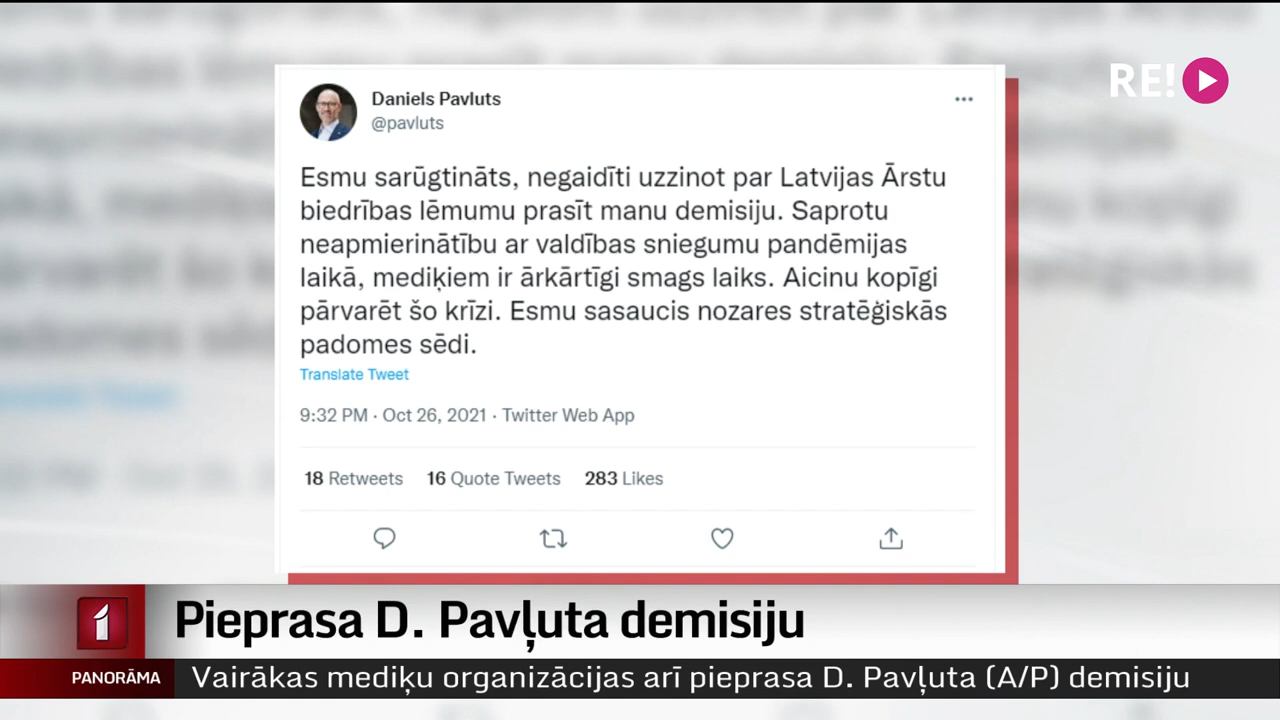 RE!
Daniels Pavluts
@pavluts
Esmu sarūgtināts, negaidīti uzzinot par Latvijas Ārstu
biedrības lēmumu prasīt manu demisiju. Saprotu
neapmierinātību ar valdības sniegumu pandēmijas
laikā, mediķiem ir ārkārtīgi smags laiks. Aicinu kopīgi
pārvarēt šo krīzi. Esmu sasaucis nozares stratēģiskās
padomes sēdi.
Translate Tweet
9:32 PM · Oct 26, 2021 · Twitter Web App
18 Retweets 16 Quote Tweets 283 Likes
1
Pieprasa D. Pavļuta demisiju
PANORĀMA
Vairākas mediķu organizācijas arī pieprasa D. Pavļuta (A/P) demisiju